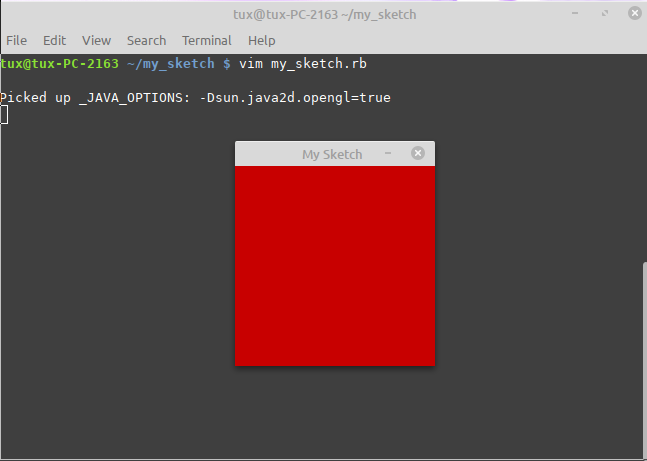 tux@tux-PC-2163 ~/my_sketch
File Edit View Search Terminal Help
tux@tux-PC-2163 ~/my_sketch $ vim my_sketch.rb
Picked up _JAVA_OPTIONS: -Dsun.java2d.opengl=true
My Sketch